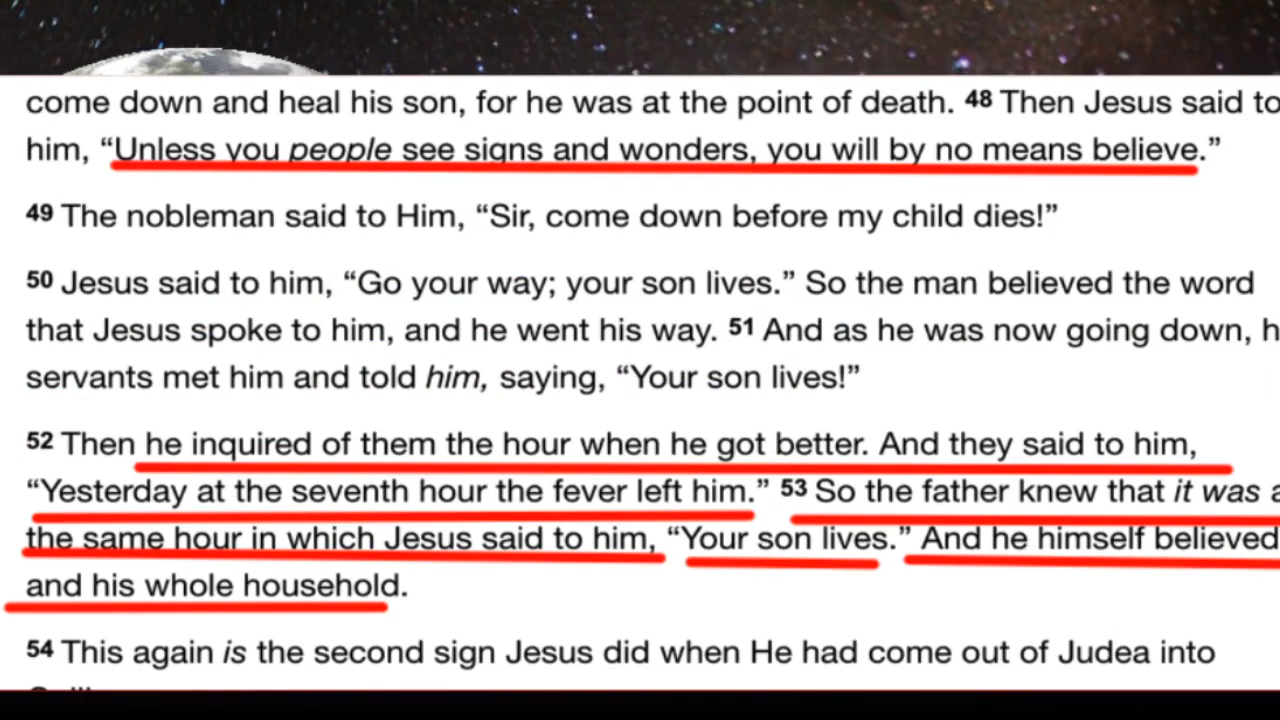 come down and heal his son, for he was at the point of death. 48 Then Jesus said to
him, “Unless you people see signs and wonders, you will by no means believe.”
49 The nobleman said to Him, “Sir, come down before my child dies!”
50 Jesus said to him, “Go your way; your son lives.” So the man believed the word
that Jesus spoke to him, and he went his way. 51 And as he was now going down, h
servants met him and told him, saying, “Your son lives!”
52 Then he inquired of them the hour when he got better. And they said to him,
“Yesterday at the seventh hour the fever left him.” 53 So the father knew that it was a
the same hour in which Jesus said to him, “Your son lives.” And he himself believed
and his whole household.
54 This again is the second sign Jesus did when He had come out of Judea into